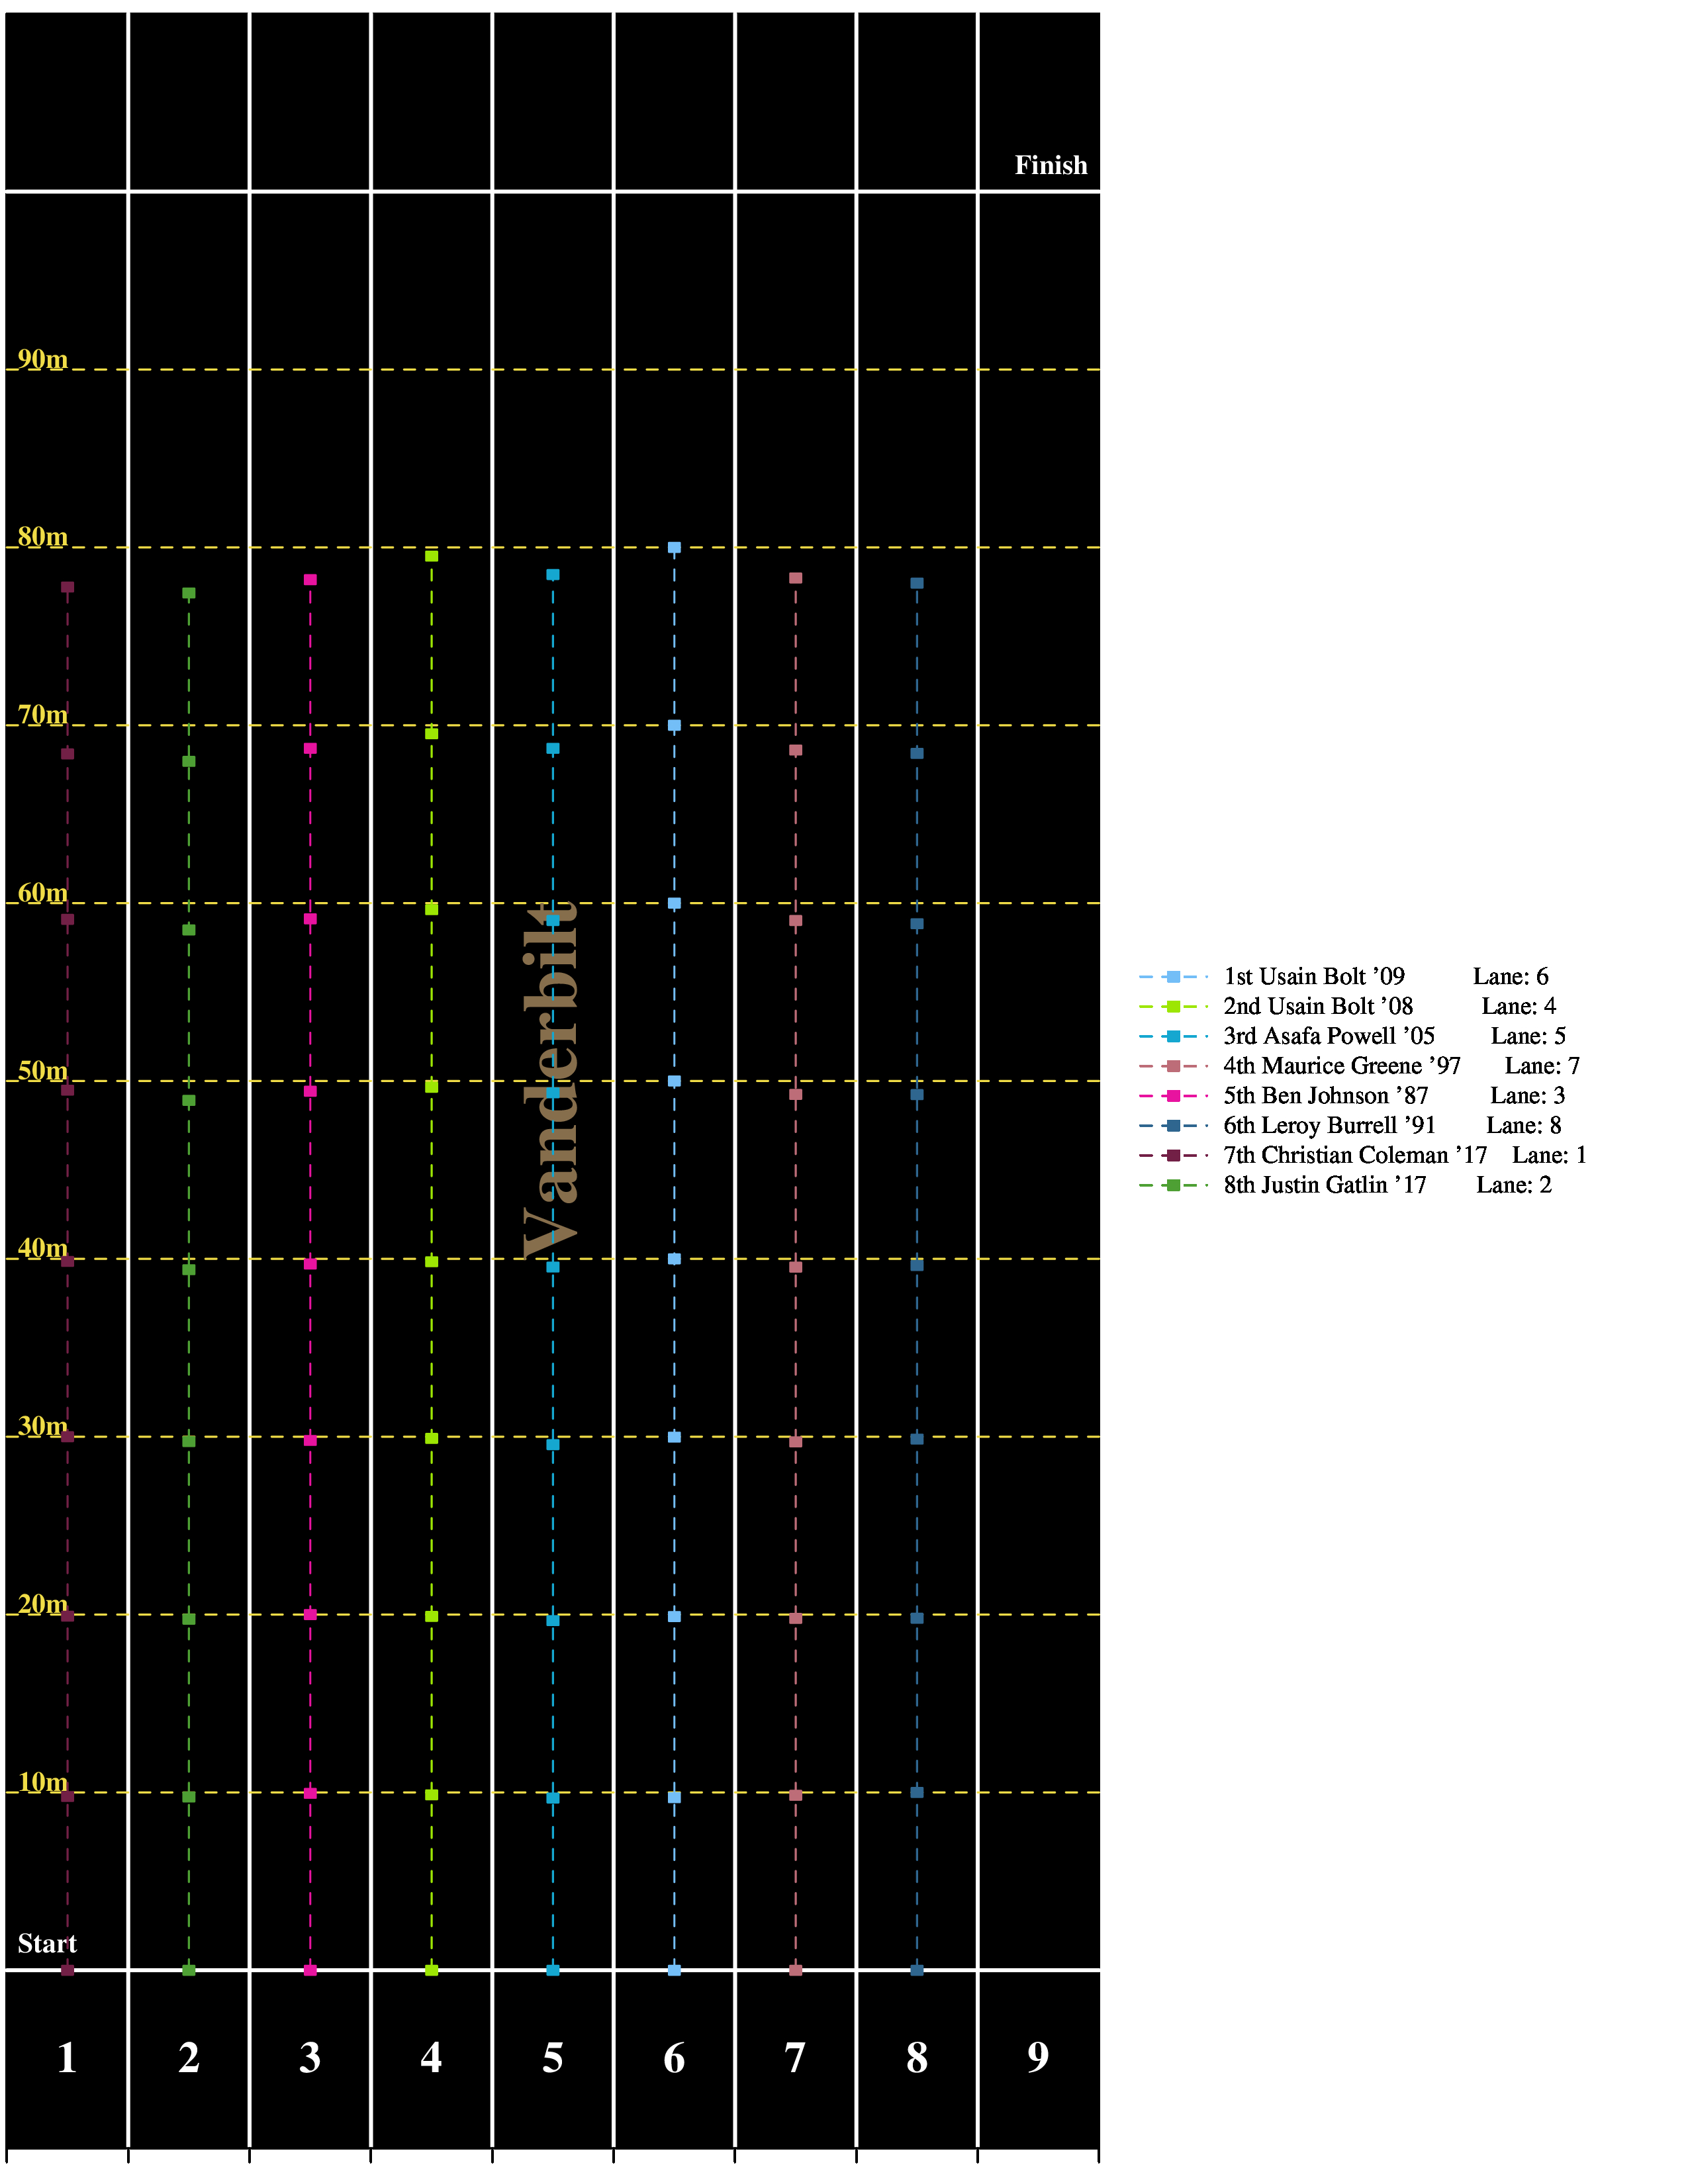 Finish
90m
80m
70m
60m
50m
40m
30m
20m
10m
Start
Vanderbilt
1 2 3 4 5 6 7 8 9
1st Usain Bolt ’09 Lane: 6
2nd Usain Bolt ’08 Lane: 4
3rd Asafa Powell ’05 Lane: 5
4th Maurice Greene ’97 Lane: 7
5th Ben Johnson ’87 Lane: 3
6th Leroy Burrell ’91 Lane: 8
7th Christian Coleman ’17 Lane: 1
8th Justin Gatlin ’17 Lane: 2